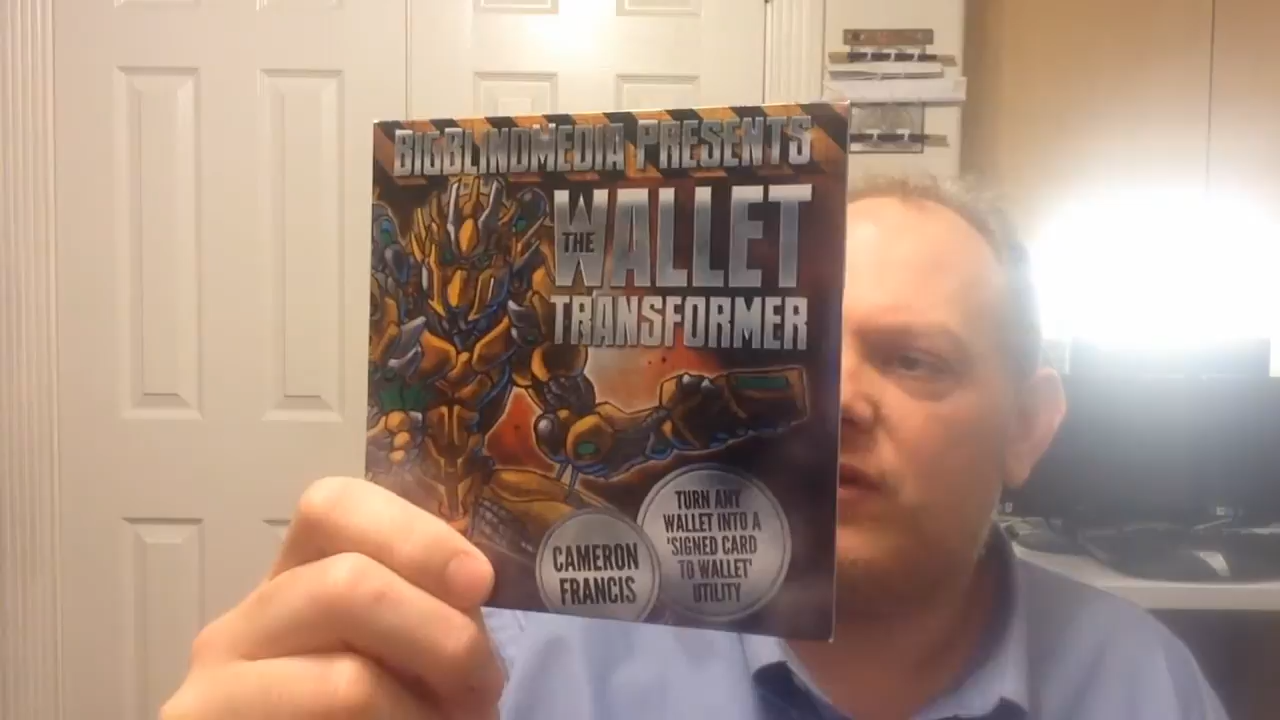 BIGBLINDMEDIA PRESENTS
THE WALLET
TRANSFORMER
TURN ANY
WALLET INTO A
'SIGNED CARD
TO WALLET'
UTILITY
CAMERON
FRANCIS